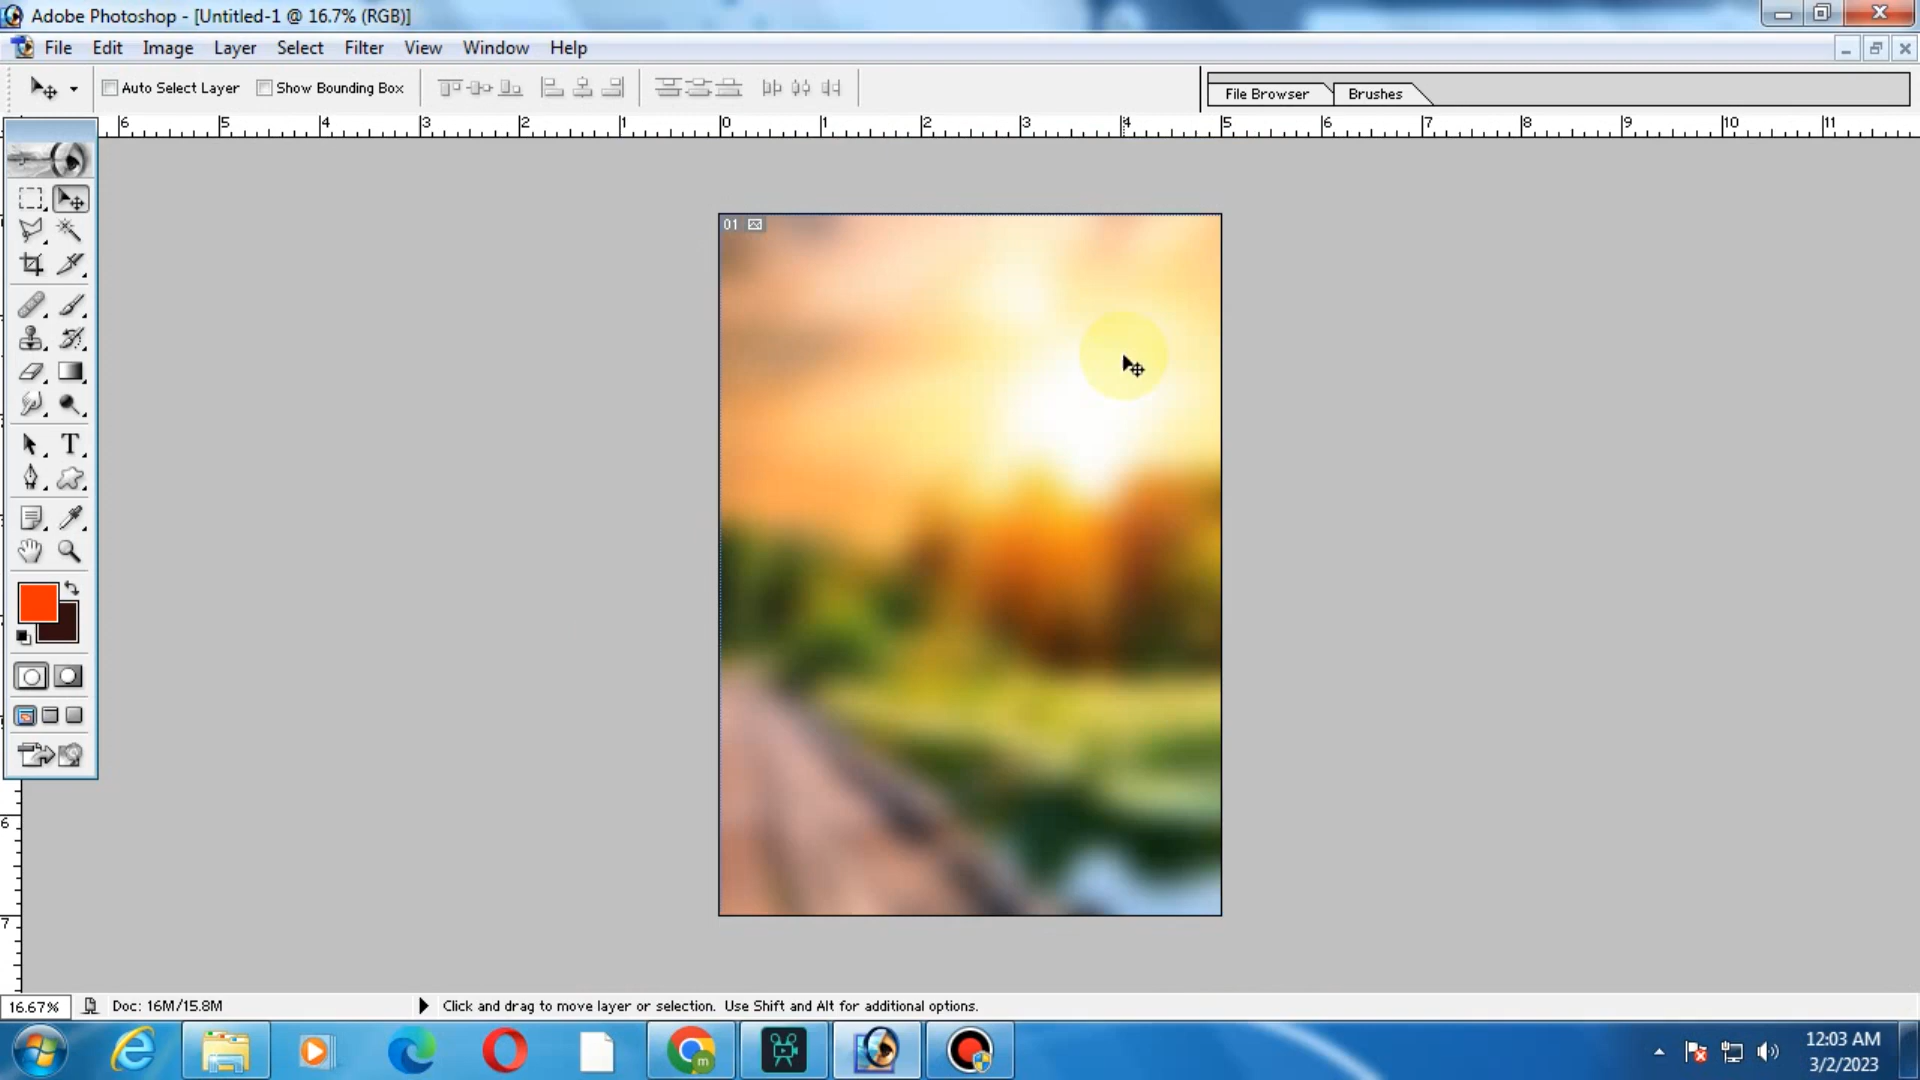 Adobe Photoshop - [Untitled-1 @ 16.7% (RGB)]
File Edit Image Layer Select Filter View Window Help
Auto Select Layer Show Bounding Box
File Browser Brushes
6 5 4 3 2 1 0 1 2 3 4 5 6 7 8 9 10 11
01
T
6
7
16.67% Doc: 16M/15.8M Click and drag to move layer or selection. Use Shift and Alt for additional options.
m
12:03 AM
3/2/2023